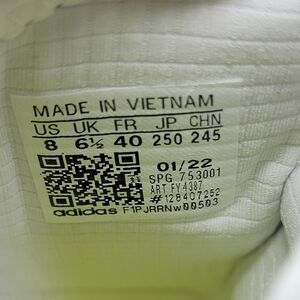 MADE IN VIETNAM
US UK FR JP CHN
8 6½ 40 250 245
01/22
SPG 753001
ART FY4387
#128407252
adidas F1PJRRNw00503